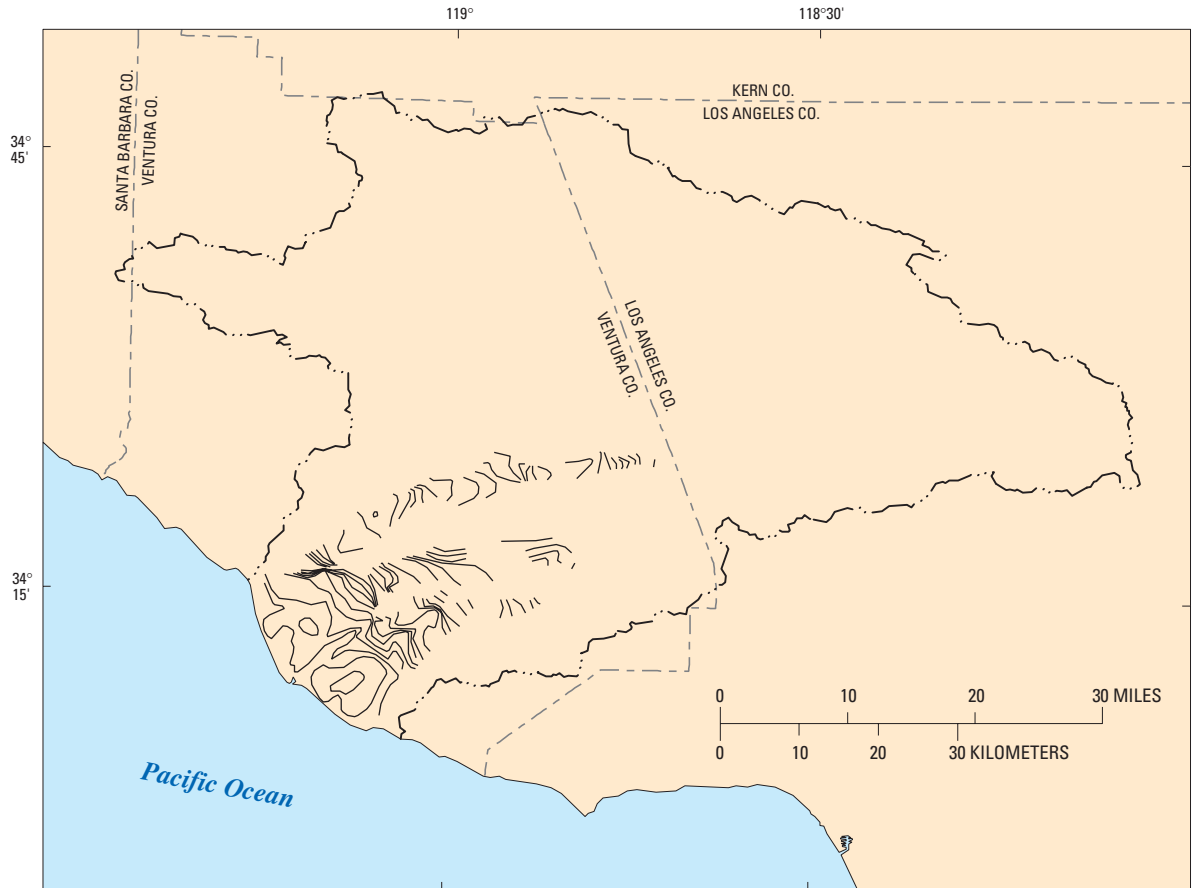 119°
118°30'
34°
45'
SANTA BARBARA CO.
VENTURA CO.
KERN CO.
LOS ANGELES CO.
LOS ANGELES CO.
VENTURA CO.
34°
15'
0 10 20 30 MILES
0 10 20 30 KILOMETERS
Pacific Ocean